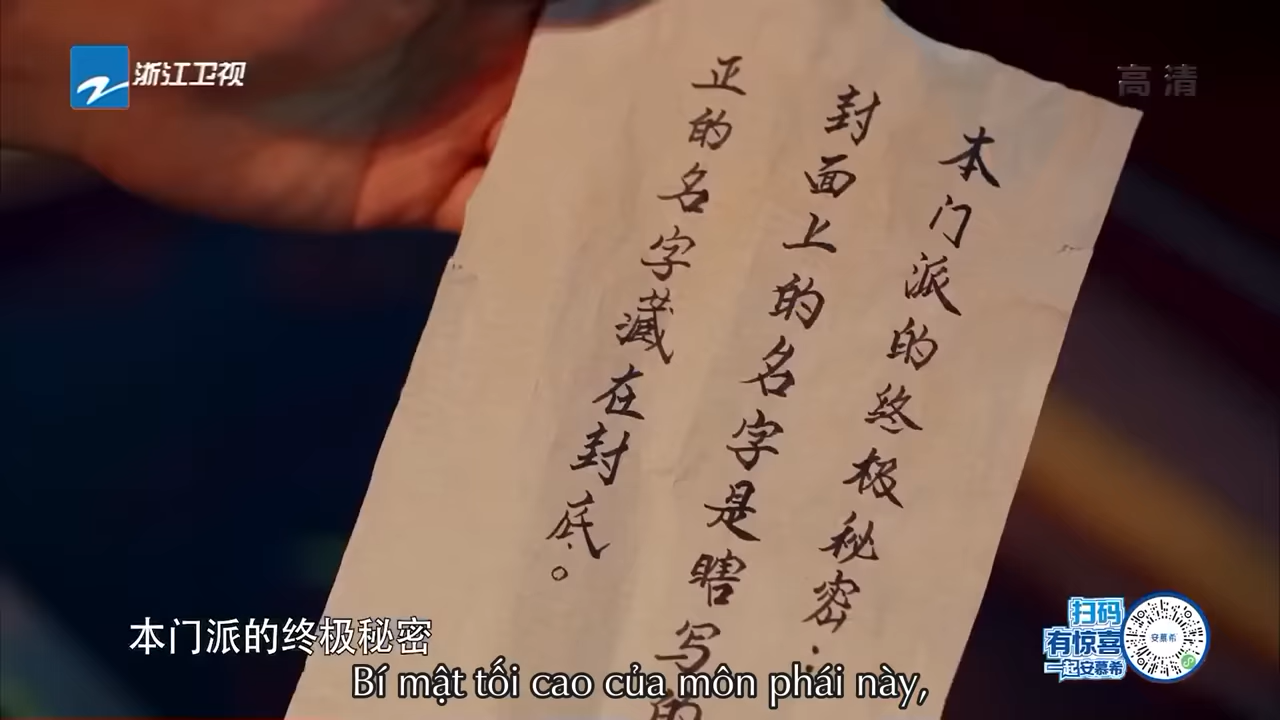 浙江卫视
高清
本门派的终极秘密：
封面上的名字是瞎写的
正的名字藏在封底。
本门派的终极秘密
Bí mật tối cao của môn phái này,
扫码
有惊喜
一起安慕希
安慕希